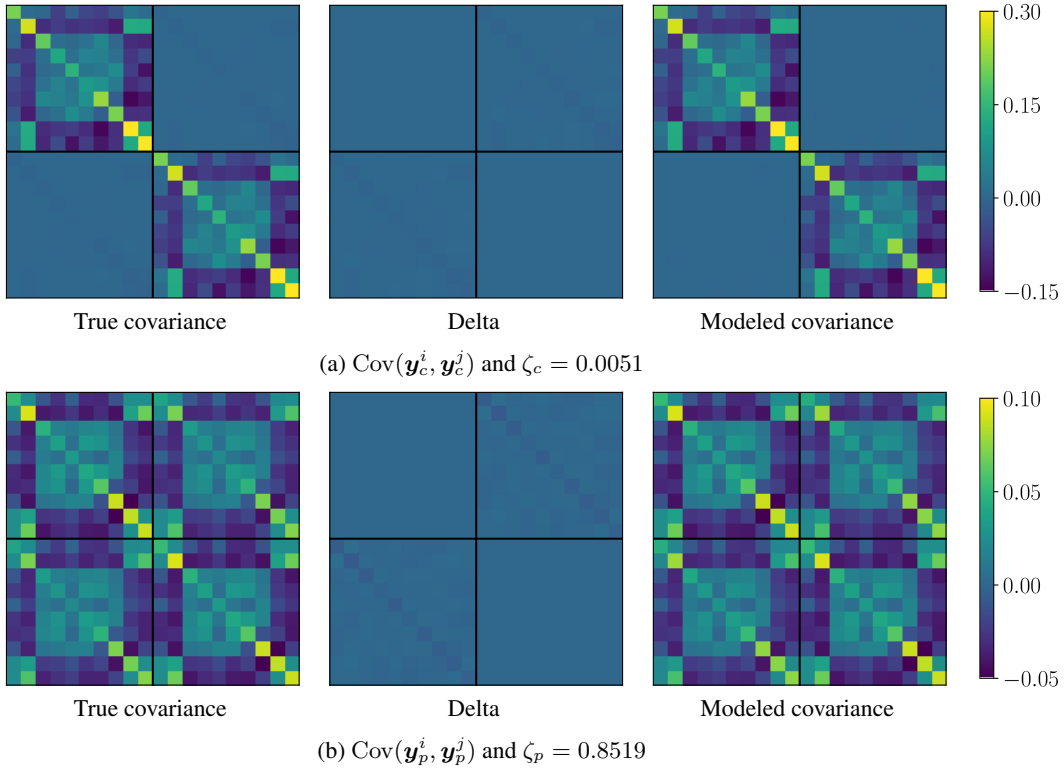 0.30
0.15
0.00
−0.15
True covariance Delta Modeled covariance
(a) Cov(y_c^i, y_c^j) and ζ_c = 0.0051
0.10
0.05
0.00
−0.05
True covariance Delta Modeled covariance
(b) Cov(y_p^i, y_p^j) and ζ_p = 0.8519